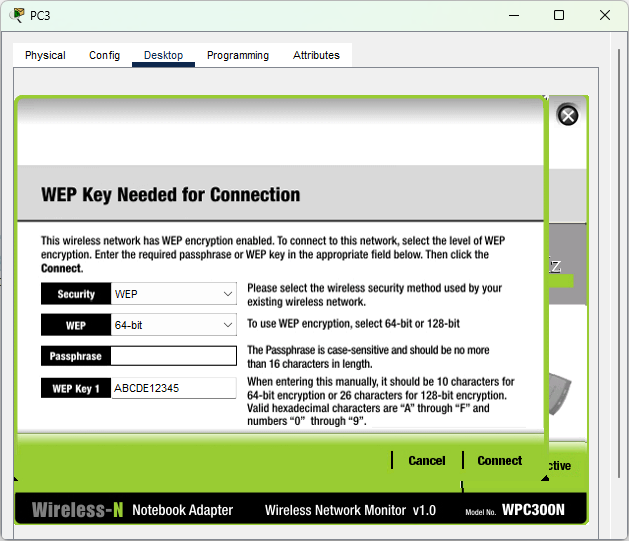 PC3
Physical Config Desktop Programming Attributes
WEP Key Needed for Connection
This wireless network has WEP encryption enabled. To connect to this network, select the level of WEP
encryption. Enter the required passphrase or WEP key in the appropriate field below. Then click the
Connect.
Security WEP
Please select the wireless security method used by your
existing wireless network.
WEP 64-bit
To use WEP encryption, select 64-bit or 128-bit
Passphrase
The Passphrase is case-sensitive and should be no more
than 16 characters in length.
WEP Key 1 ABCDE12345
When entering this manually, it should be 10 characters for
64-bit encryption or 26 characters for 128-bit encryption.
Valid hexadecimal characters are “A” through “F” and
numbers “0” through “9”.
Cancel Connect
Wireless-N Notebook Adapter Wireless Network Monitor v1.0 Model No. WPC300N